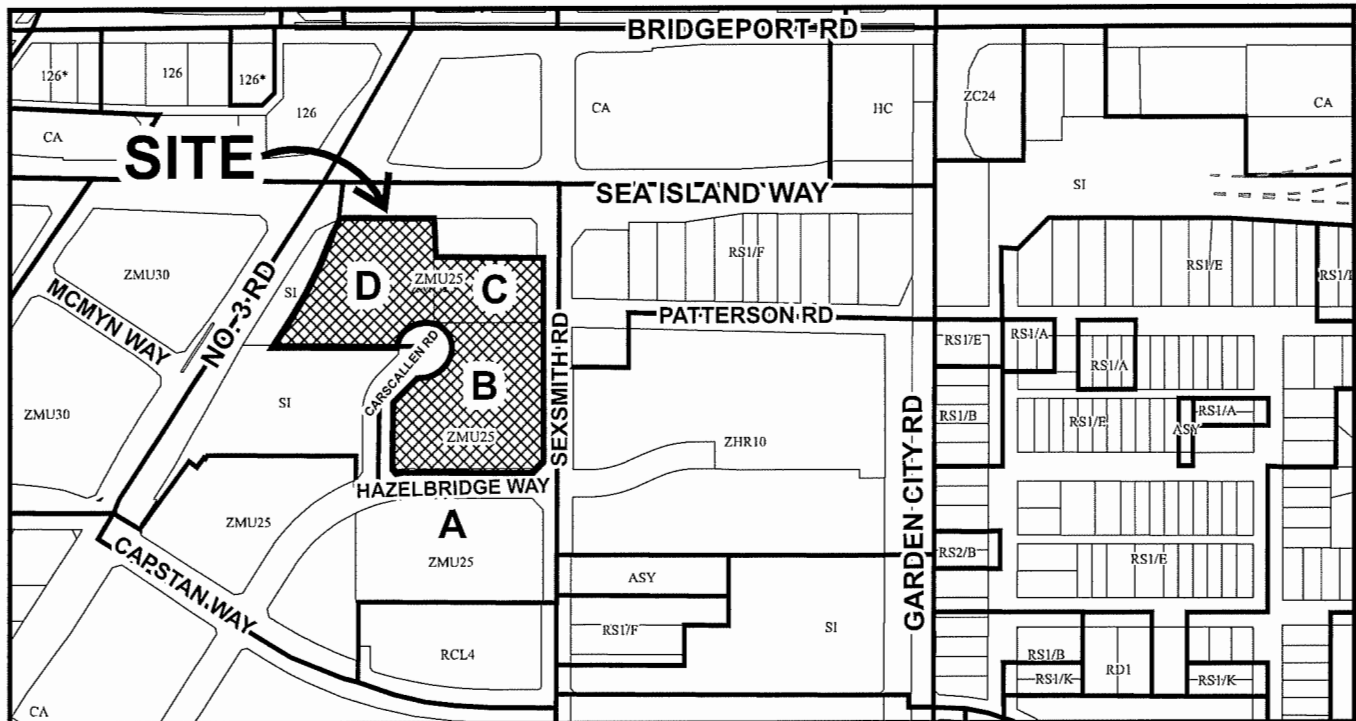 BRIDGEPORT RD
126*
126
126*
126
CA
HC
ZC24
CA
CA
SITE
SEA ISLAND WAY
SI
ZMU30
MCMYN WAY
NO. 3 RD
SI
D
ZMU25
C
RS1/F
RS1/E
PATTERSON RD
RS1/E
RS1/A
RS1/A
CARSCALLEN RD
B
SEXSMITH RD
ZMU30
SI
ZMU25
ZHR10
GARDEN CITY RD
RS1/B
RS1/E
RS1/A
ASY
HAZELBRIDGE WAY
A
ZMU25
ZMU25
CAPSTAN WAY
RS2/B
RS1/E
ASY
RS1/F
SI
RCL4
RS1/B
RD1
RS1/K
RS1/K
CA